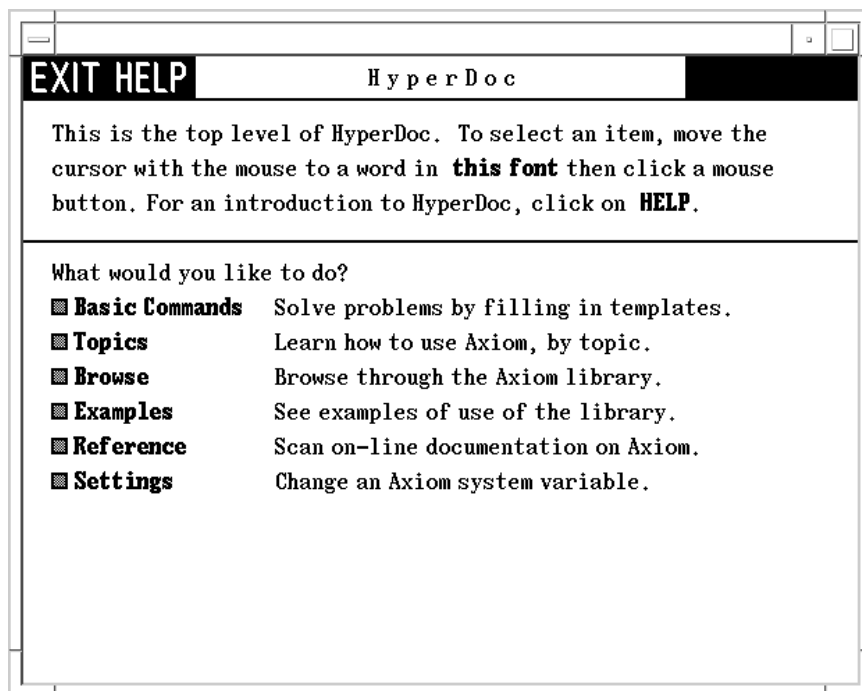 EXIT HELP HyperDoc
This is the top level of HyperDoc. To select an item, move the
cursor with the mouse to a word in this font then click a mouse
button. For an introduction to HyperDoc, click on HELP.
What would you like to do?
Basic Commands Solve problems by filling in templates.
Topics Learn how to use Axiom, by topic.
Browse Browse through the Axiom library.
Examples See examples of use of the library.
Reference Scan on-line documentation on Axiom.
Settings Change an Axiom system variable.